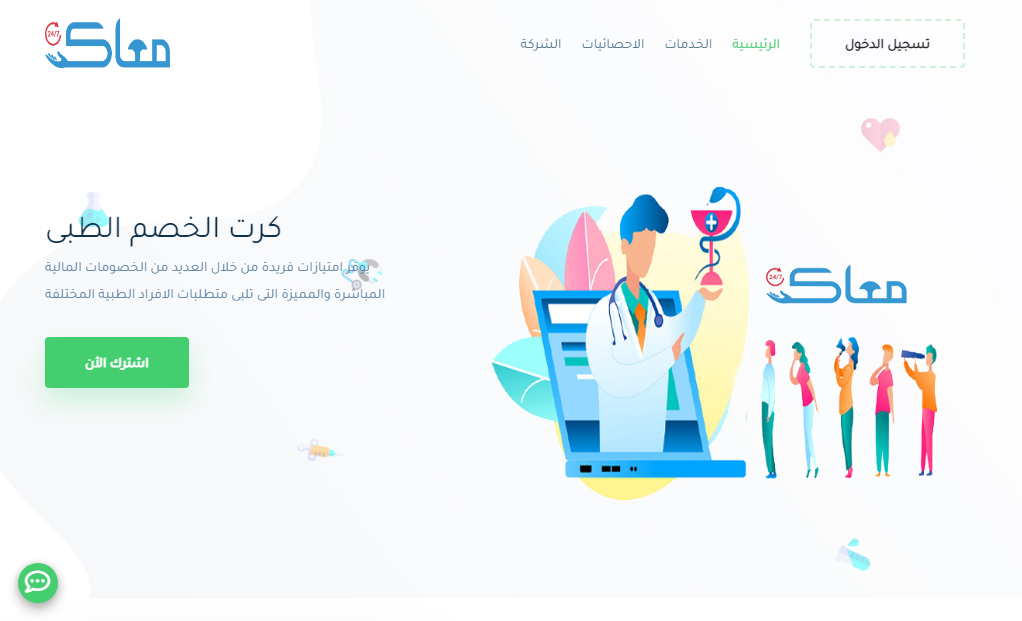 تسجيل الدخول
الرئيسية
الخدمات
الاحصائيات
الشركة
معاك
24/7
كرت الخصم الطبى
يوفر امتيازات فريدة من خلال العديد من الخصومات المالية
المباشرة والمميزة التى تلبى متطلبات الافراد الطبية المختلفة
اشترك الأن
معاك
24/7